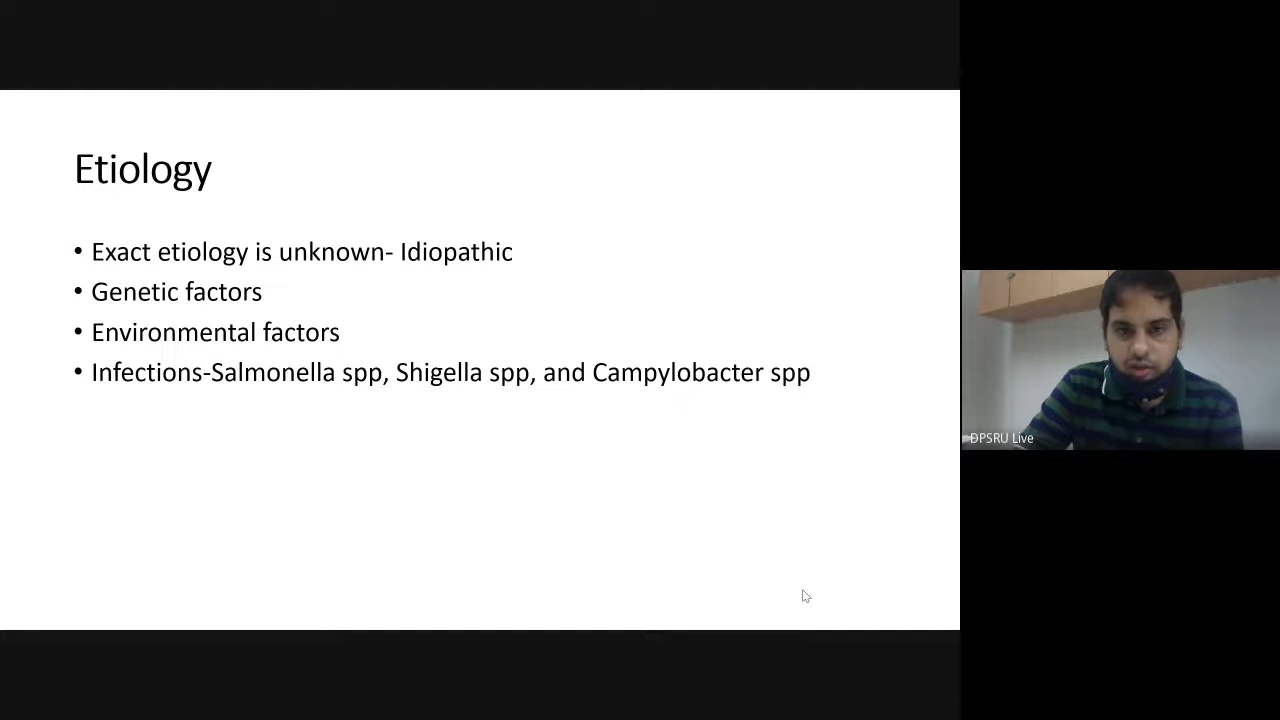 Etiology
• Exact etiology is unknown- Idiopathic
• Genetic factors
• Environmental factors
• Infections-Salmonella spp, Shigella spp, and Campylobacter spp
DPSRU Live